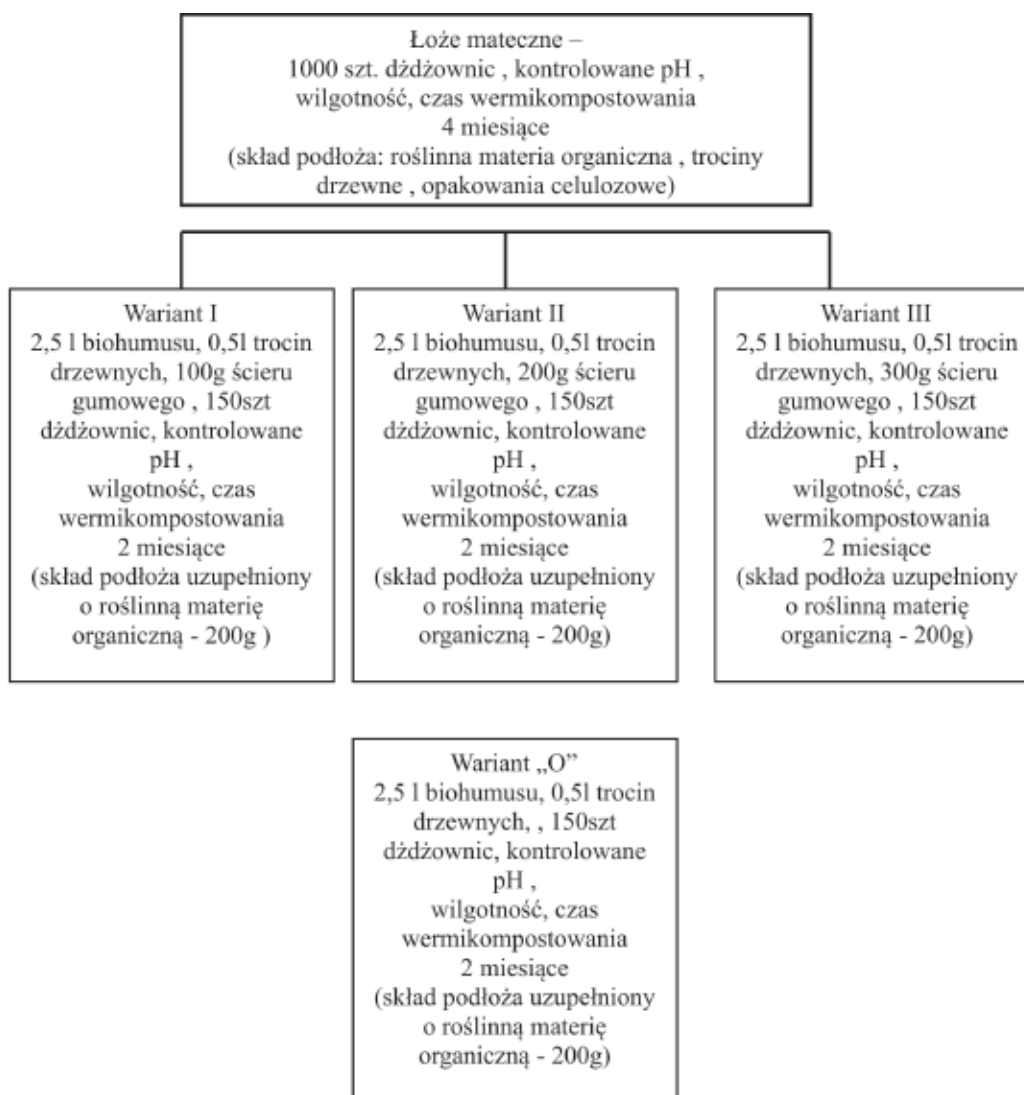 Łoże mateczne –
1000 szt. dżdżownic , kontrolowane pH ,
wilgotność, czas wermikompostowania
4 miesiące
(skład podłoża: roślinna materia organiczna , trociny
drzewne , opakowania celulozowe)
Wariant I
2,5 l biohumusu, 0,5l trocin
drzewnych, 100g ścieru
gumowego , 150szt
dżdżownic, kontrolowane
pH ,
wilgotność, czas
wermikompostowania
2 miesiące
(skład podłoża uzupełniony
o roślinną materię
organiczną - 200g )
Wariant II
2,5 l biohumusu, 0,5l trocin
drzewnych, 200g ścieru
gumowego , 150szt
dżdżownic, kontrolowane
pH ,
wilgotność, czas
wermikompostowania
2 miesiące
(skład podłoża uzupełniony
o roślinną materię
organiczną - 200g)
Wariant III
2,5 l biohumusu, 0,5l trocin
drzewnych, 300g ścieru
gumowego , 150szt
dżdżownic, kontrolowane
pH ,
wilgotność, czas
wermikompostowania
2 miesiące
(skład podłoża uzupełniony
o roślinną materię
organiczną - 200g)
Wariant „O”
2,5 l biohumusu, 0,5l trocin
drzewnych, , 150szt
dżdżownic, kontrolowane
pH ,
wilgotność, czas
wermikompostowania
2 miesiące
(skład podłoża uzupełniony
o roślinną materię
organiczną - 200g)